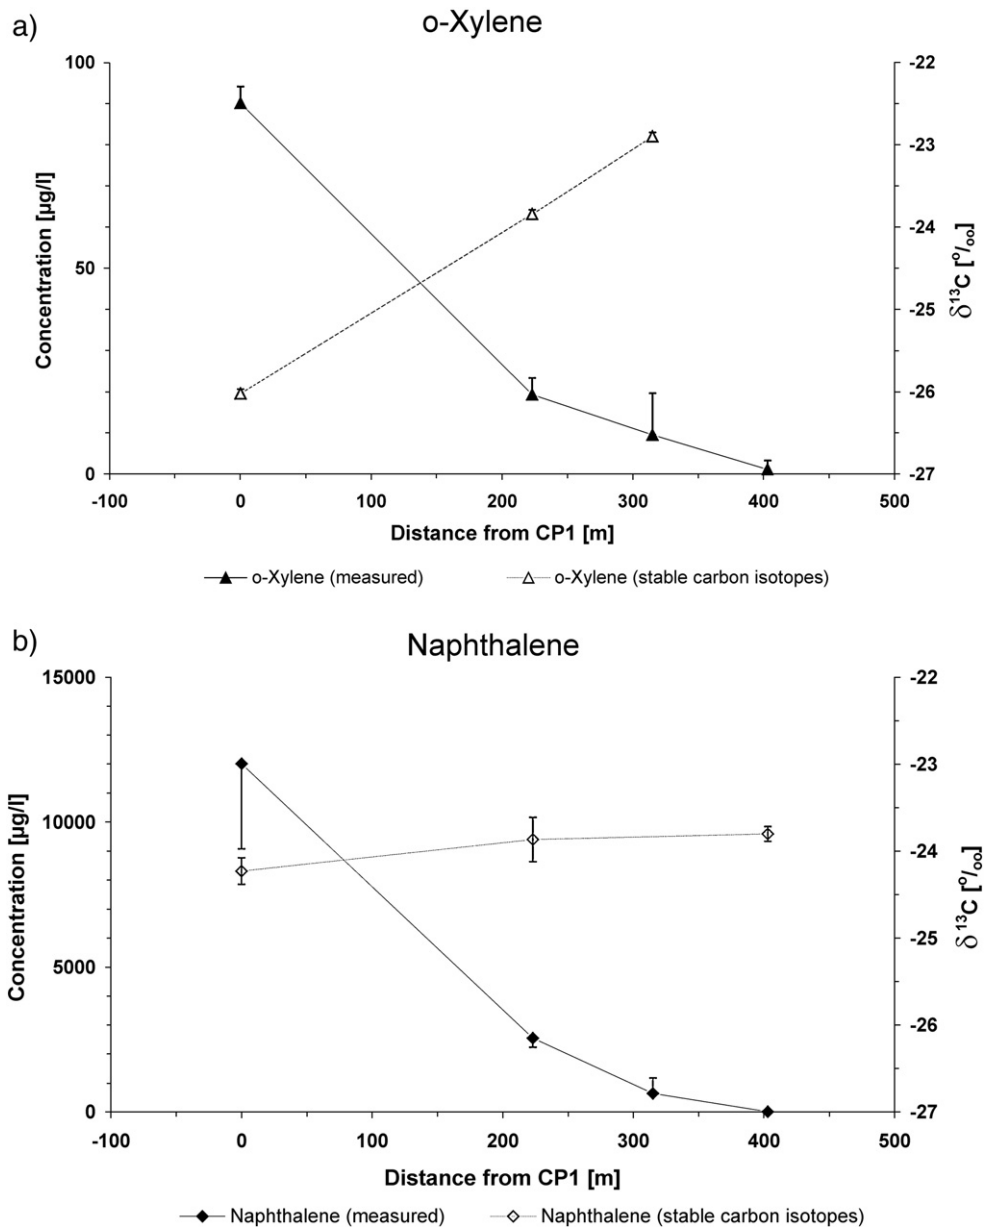 a)
o-Xylene
100
50
0
Concentration [µg/l]
-22
-23
-24
-25
-26
-27
δ¹³C [°/₀₀]
-100 0 100 200 300 400 500
Distance from CP1 [m]
o-Xylene (measured) o-Xylene (stable carbon isotopes)
b)
Naphthalene
15000
10000
5000
0
Concentration [µg/l]
-22
-23
-24
-25
-26
-27
δ ¹³C [°/₀₀]
-100 0 100 200 300 400 500
Distance from CP1 [m]
Naphthalene (measured) Naphthalene (stable carbon isotopes)